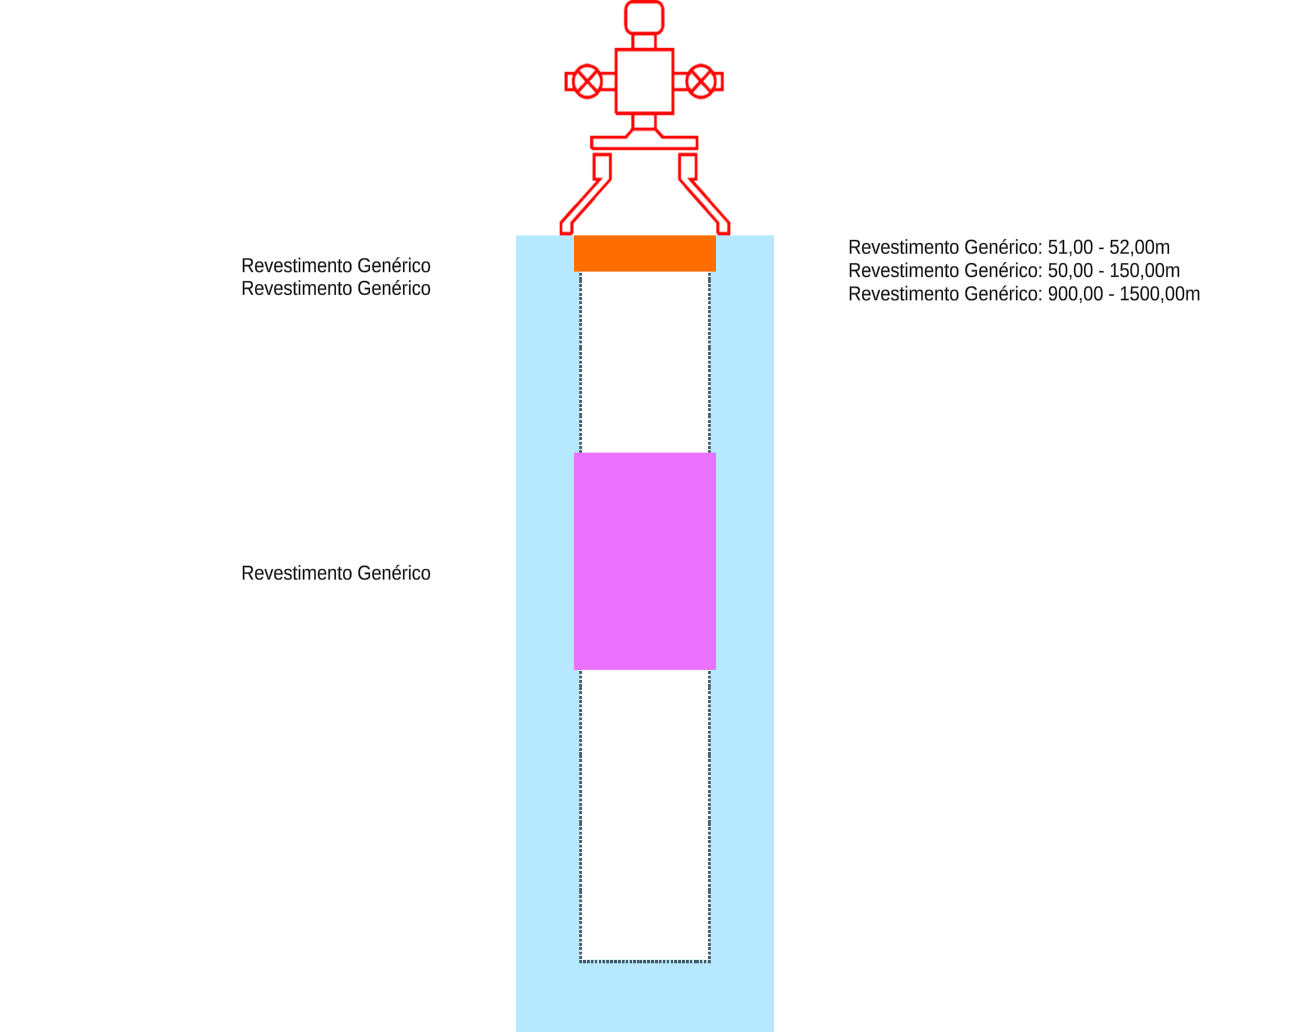 Revestimento Genérico
Revestimento Genérico
Revestimento Genérico
Revestimento Genérico: 51,00 - 52,00m
Revestimento Genérico: 50,00 - 150,00m
Revestimento Genérico: 900,00 - 1500,00m